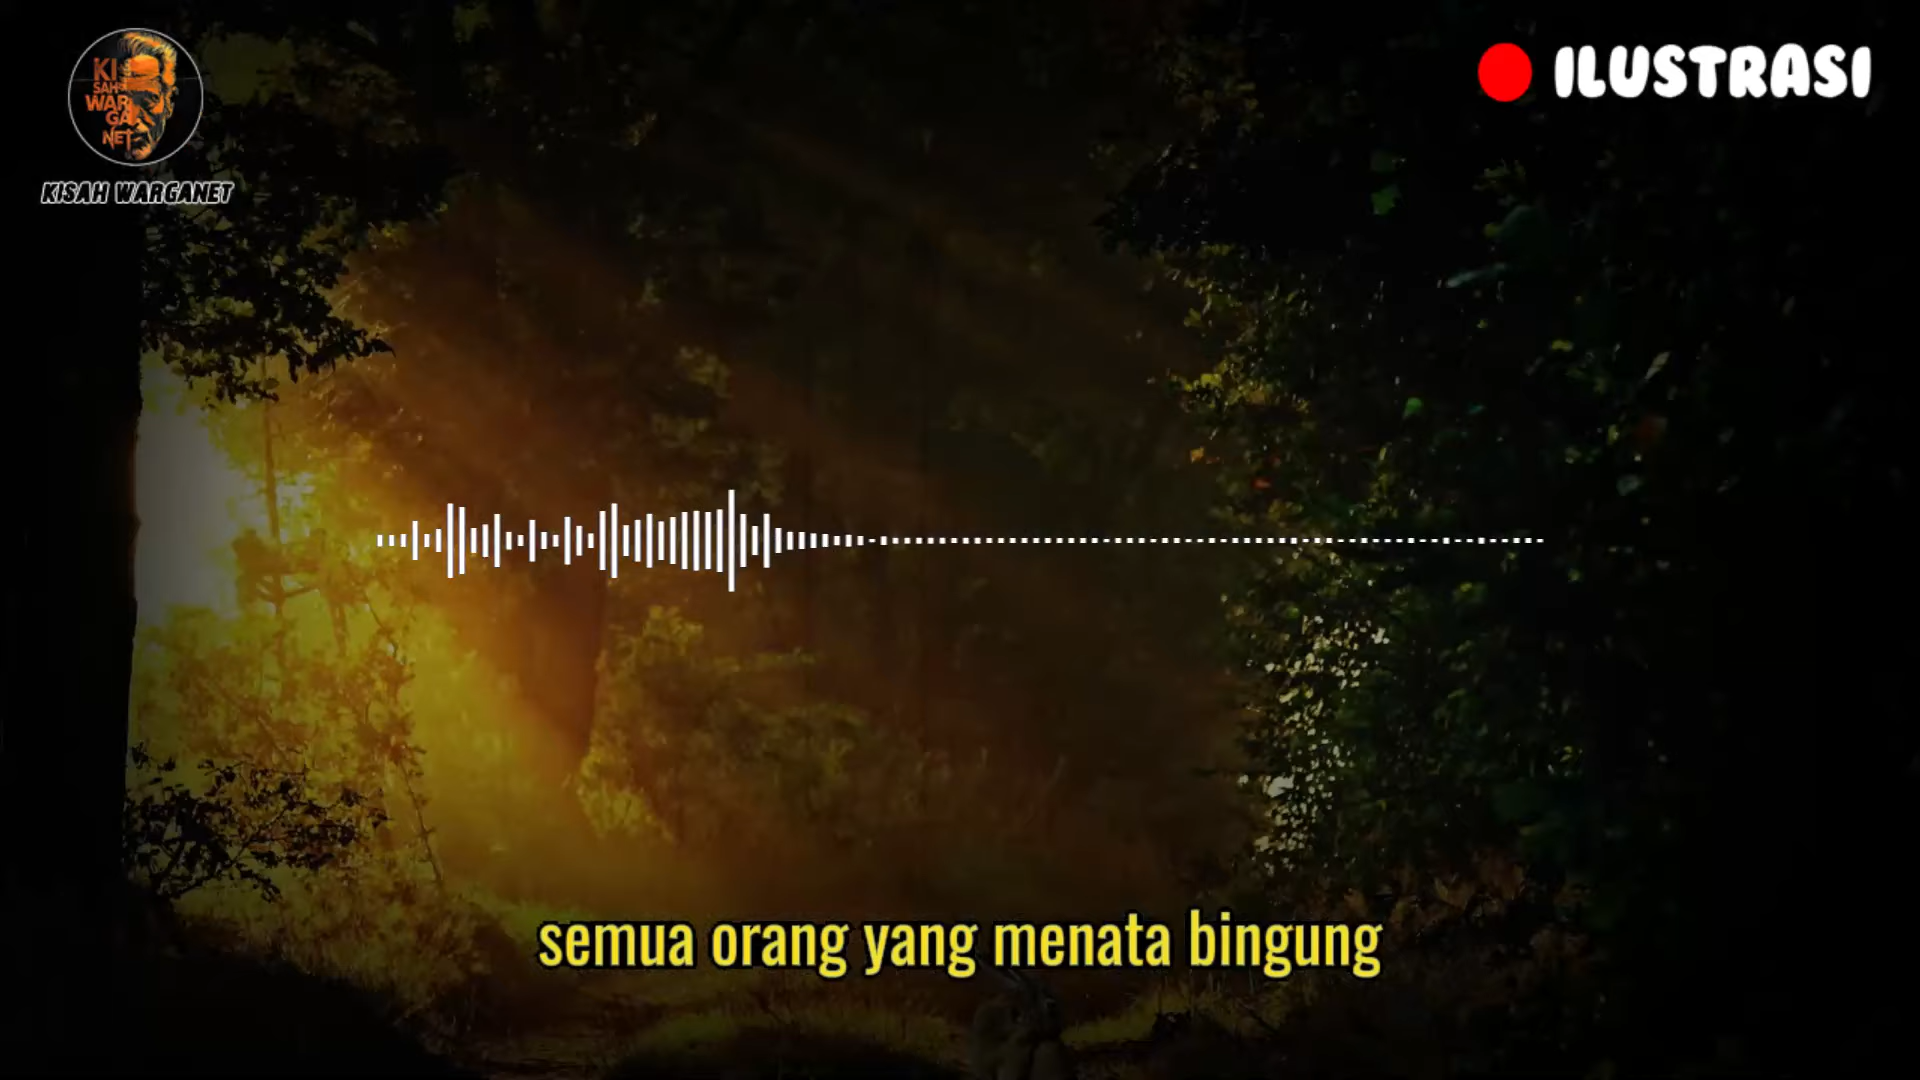 KI
SAH
WAR
GA
NET
KISAH WARGANET
ILUSTRASI
semua orang yang menata bingung